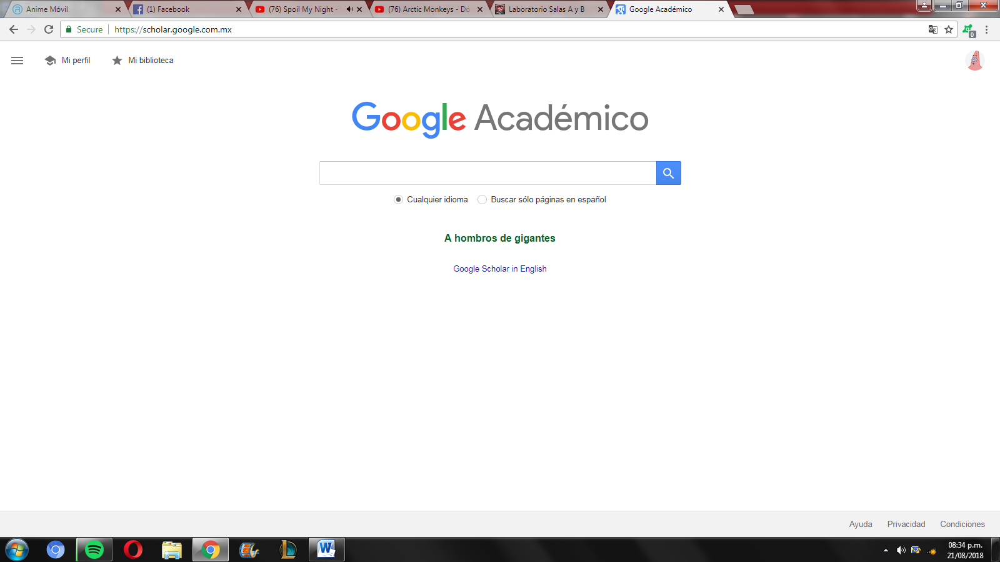 Anime Móvil
(1) Facebook
(76) Spoil My Night -
(76) Arctic Monkeys - Do
Laboratorio Salas A y B
Google Académico
Secure
https://scholar.google.com.mx
0
Mi perfil
Mi biblioteca
Google Académico
Cualquier idioma
Buscar sólo páginas en español
A hombros de gigantes
Google Scholar in English
Ayuda
Privacidad
Condiciones
08:34 p.m.
21/08/2018